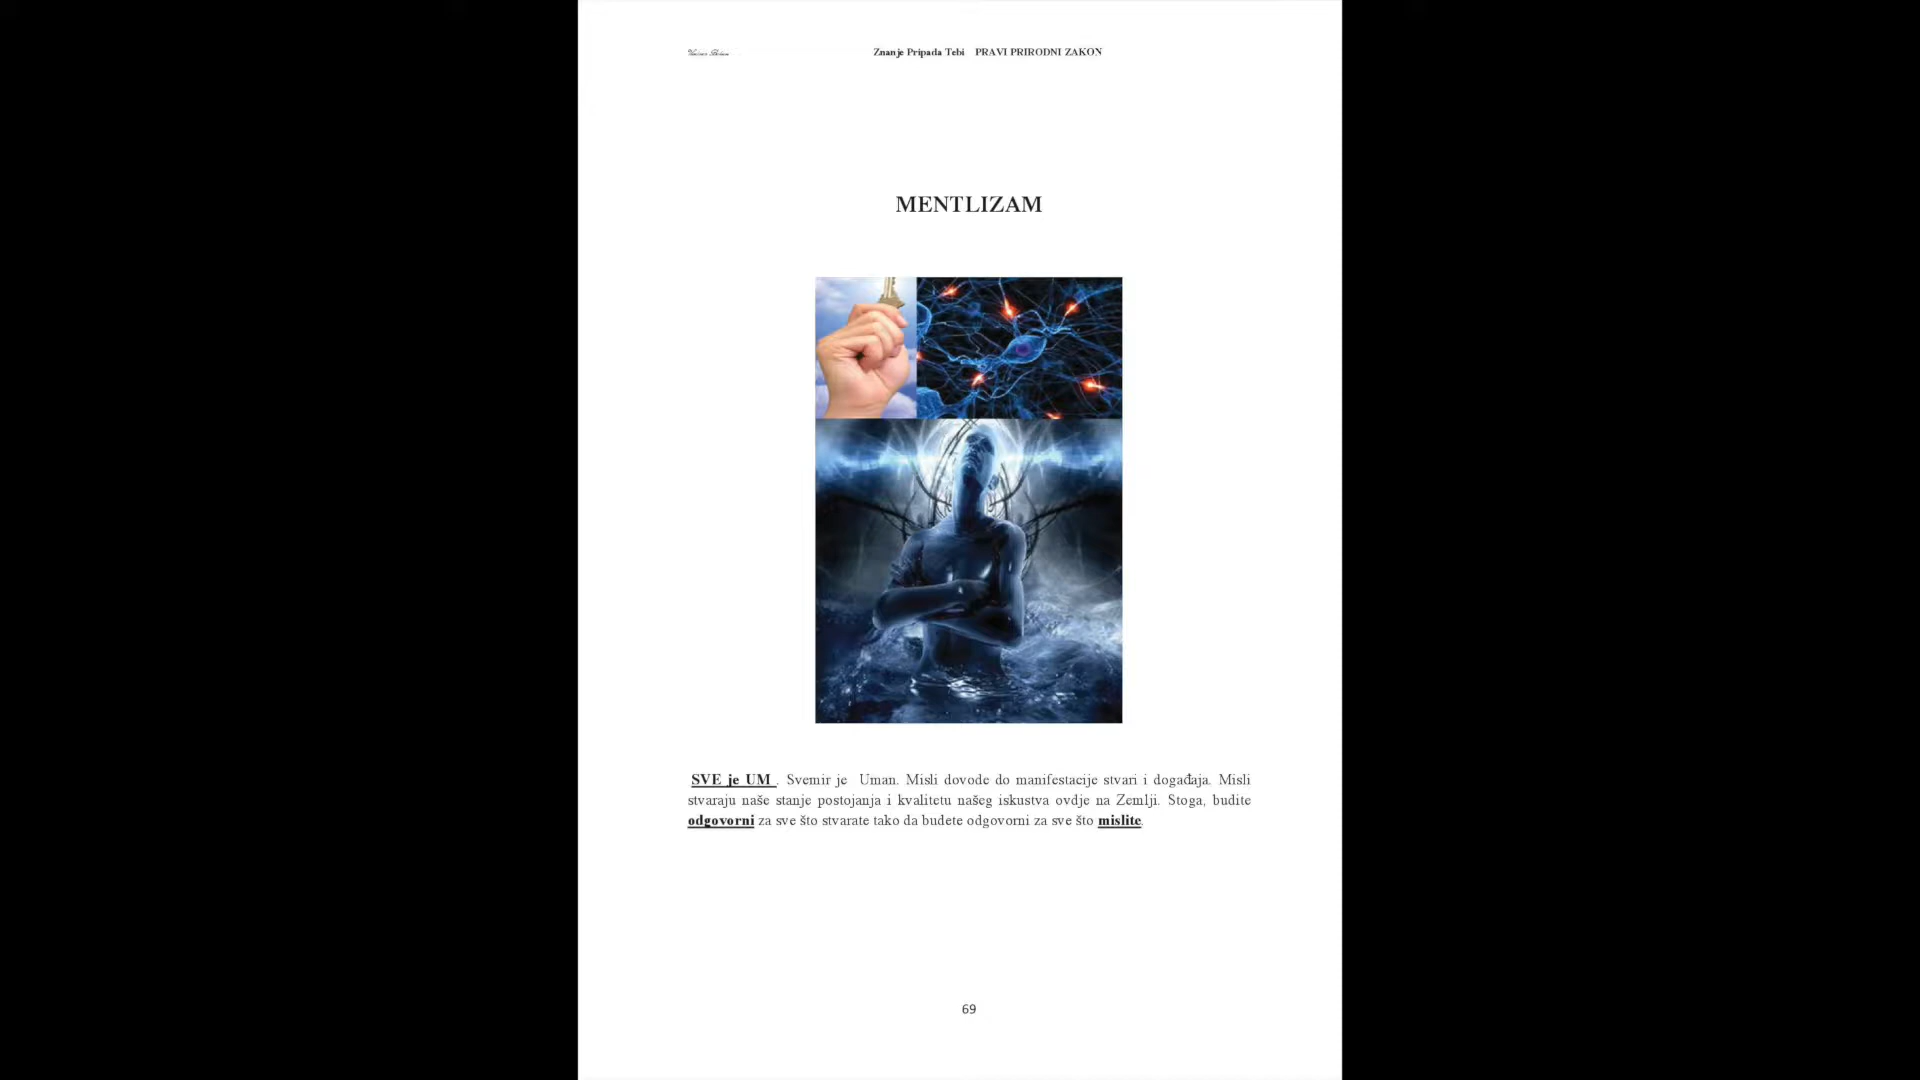 Znanje Pripada Tebi PRAVI PRIRODNI ZAKON
MENTLIZAM
SVE je UM . Svemir je Uman. Misli dovode do manifestacije stvari i događaja. Misli
stvaraju naše stanje postojanja i kvalitetu našeg iskustva ovdje na Zemlji. Stoga, budite
odgovorni za sve što stvarate tako da budete odgovorni za sve što mislite.
69